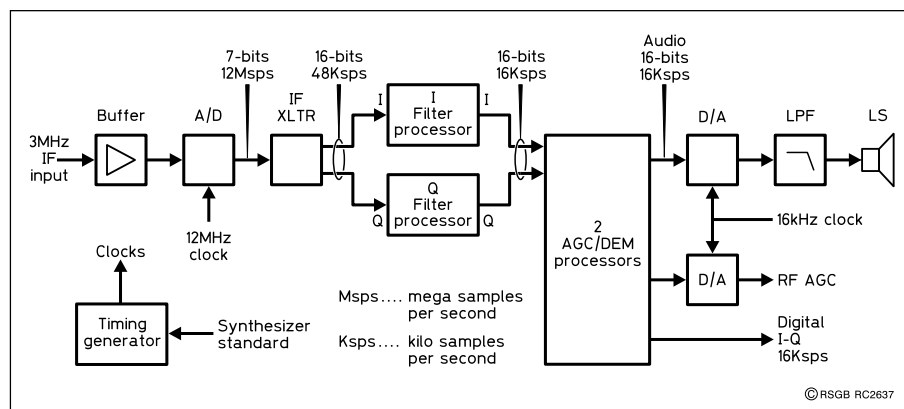 Buffer
3MHz
IF
input
A/D
12MHz
clock
7-bits
12Msps
IF
XLTR
16-bits
48Ksps
I
I
Filter
processor
I
Q
Q
Filter
processor
Q
16-bits
16Ksps
2
AGC/DEM
processors
Audio
16-bits
16Ksps
D/A
LPF
LS
16kHz clock
D/A
RF AGC
Digital
I-Q
16Ksps
Clocks
Timing
generator
Synthesizer
standard
Msps.... mega samples
per second
Ksps.... kilo samples
per second
©RSGB RC2637